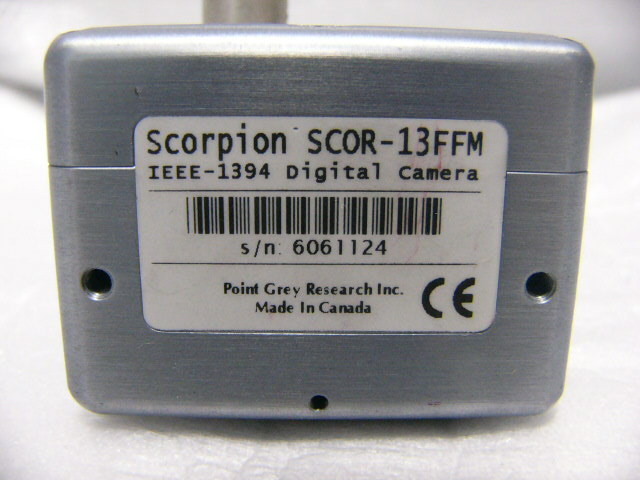 Scorpion SCOR-13FFM
IEEE-1394 Digital Camera
s/n: 6061124
Point Grey Research Inc.
Made In Canada
CE